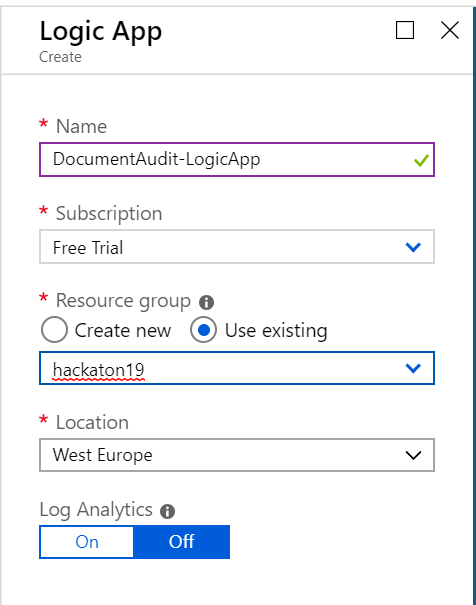 Logic App
Create
* Name
DocumentAudit-LogicApp
* Subscription
Free Trial
* Resource group
Create new Use existing
hackaton19
* Location
West Europe
Log Analytics
On Off